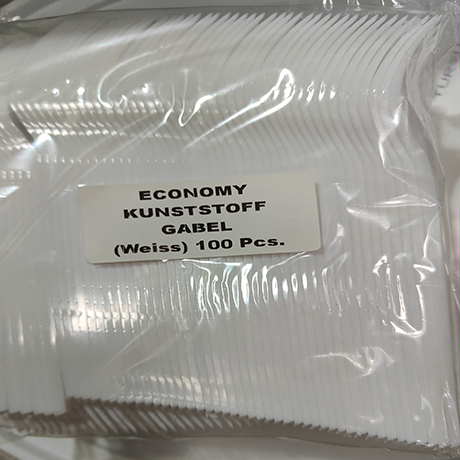 ECONOMY
KUNSTSTOFF
GABEL
(Weiss) 100 Pcs.